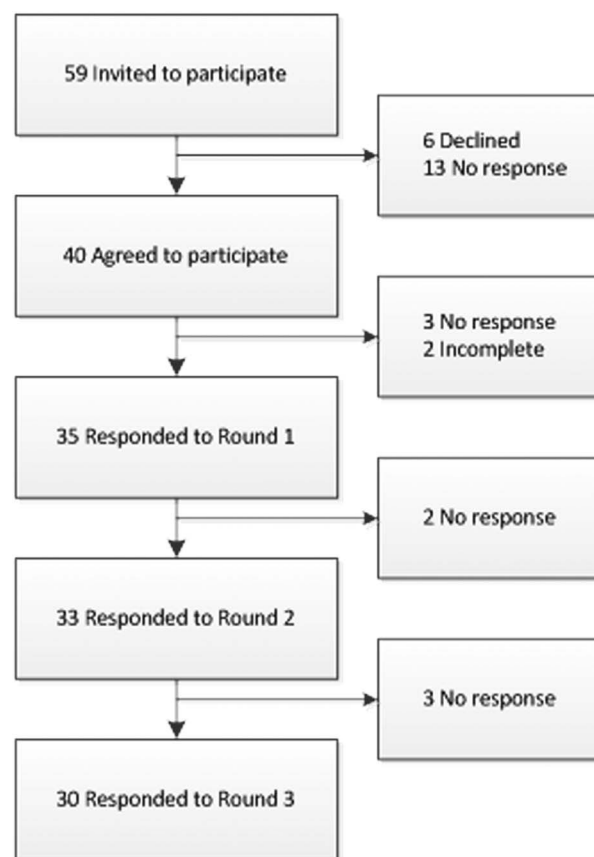 59 Invited to participate
6 Declined
13 No response
40 Agreed to participate
3 No response
2 Incomplete
35 Responded to Round 1
2 No response
33 Responded to Round 2
3 No response
30 Responded to Round 3